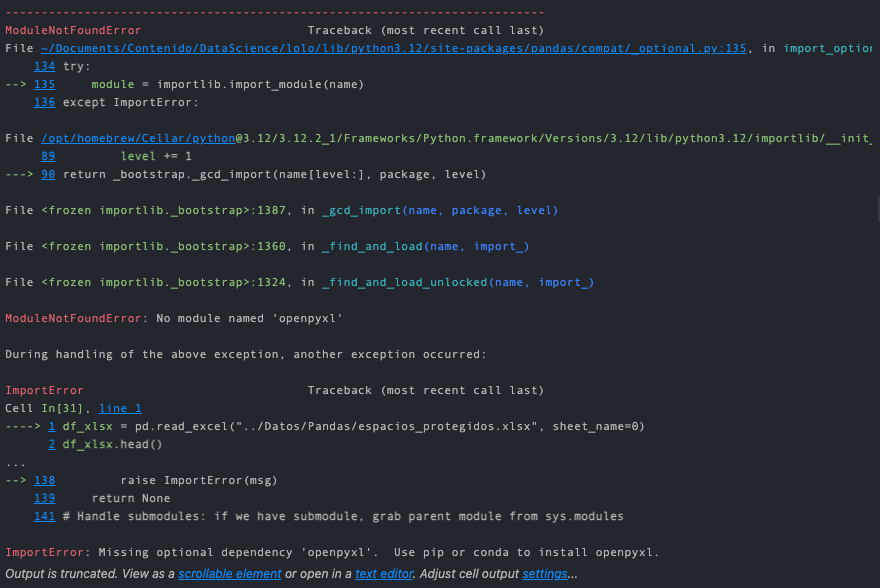 ---------------------------------------------------------------------------
ModuleNotFoundError                       Traceback (most recent call last)
File ~/Documents/Contenido/DataScience/lolo/lib/python3.12/site-packages/pandas/compat/_optional.py:135, in import_option
    134 try:
--> 135     module = importlib.import_module(name)
    136 except ImportError:
File /opt/homebrew/Cellar/python@3.12/3.12.2_1/Frameworks/Python.framework/Versions/3.12/lib/python3.12/importlib/__init_
     89         level += 1
---> 90 return _bootstrap._gcd_import(name[level:], package, level)
File <frozen importlib._bootstrap>:1387, in _gcd_import(name, package, level)
File <frozen importlib._bootstrap>:1360, in _find_and_load(name, import_)
File <frozen importlib._bootstrap>:1324, in _find_and_load_unlocked(name, import_)
ModuleNotFoundError: No module named 'openpyxl'
During handling of the above exception, another exception occurred:
ImportError                               Traceback (most recent call last)
Cell In[31], line 1
----> 1 df_xlsx = pd.read_excel("../Datos/Pandas/espacios_protegidos.xlsx", sheet_name=0)
      2 df_xlsx.head()
...
--> 138         raise ImportError(msg)
    139     return None
    141 # Handle submodules: if we have submodule, grab parent module from sys.modules
ImportError: Missing optional dependency 'openpyxl'.  Use pip or conda to install openpyxl.
Output is truncated. View as a scrollable element or open in a text editor. Adjust cell output settings...